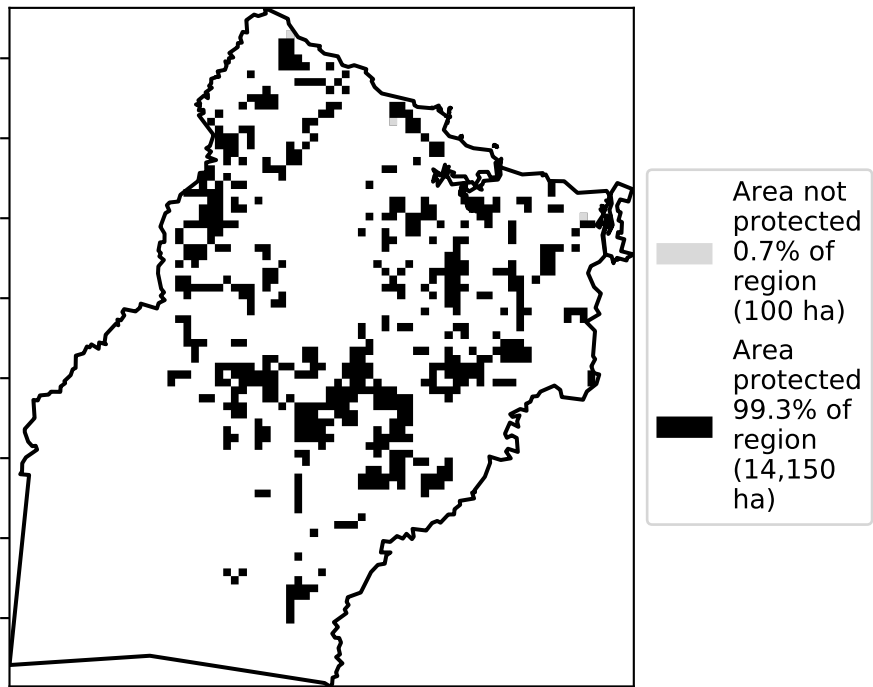 Area not
protected
0.7% of
region
(100 ha)
Area
protected
99.3% of
region
(14,150
ha)